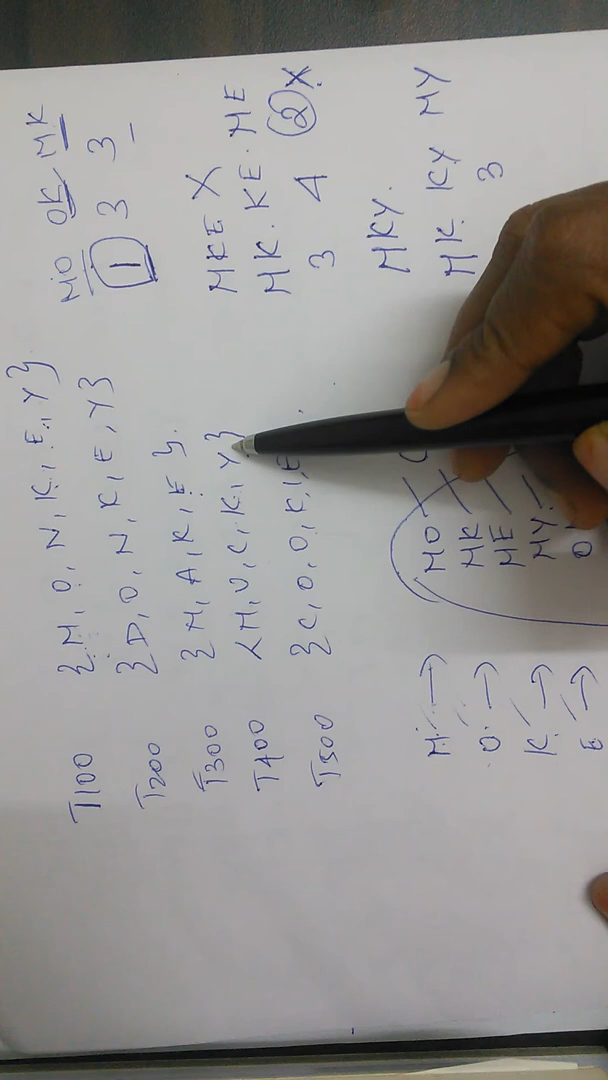 T100 {M, O, N, K, E, Y}
T200 {D, O, N, K, E, Y}
T300 {M, A, K, E}
T400 {M, U, C, K, Y}
T500 {C, O, O, K, I, E
MO OK MK
1 3 3
MKE X
MK. KE. ME
3 4 2 X
MKY.
MK. KY MY
3
M →
O →
K →
E →
MO
MK
ME
MY